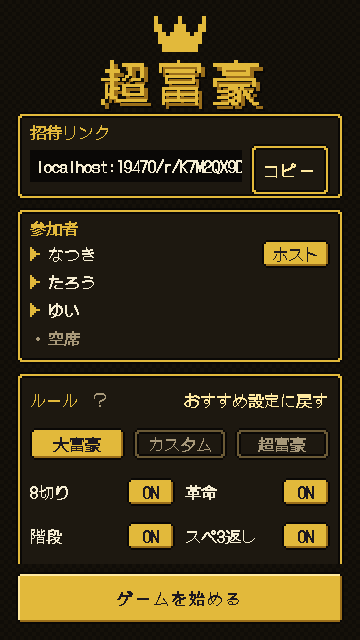 超富豪
招待リンク
localhost:19470/r/K7M2QX9D
コピー
参加者
なつき ホスト
たろう
ゆい
・空席
ルール ? おすすめ設定に戻す
大富豪 カスタム 超富豪
8切り ON 革命 ON
階段 ON スペ3返し ON
ゲームを始める